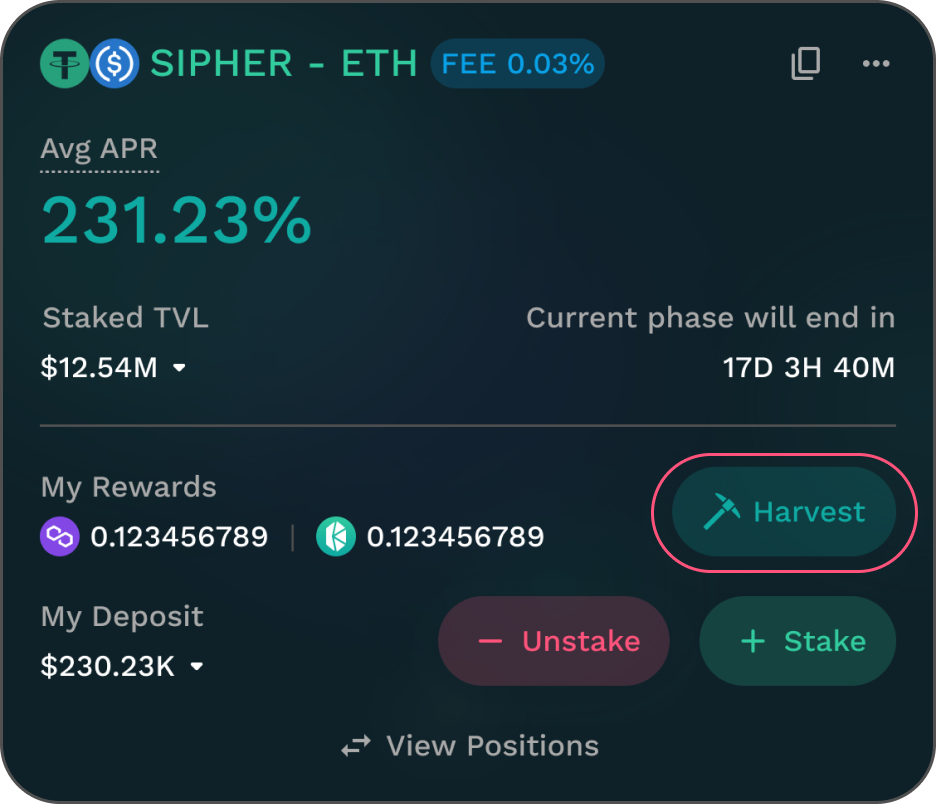 SIPHER - ETH FEE 0.03%
Avg APR
231.23%
Staked TVL Current phase will end in
$12.54M 17D 3H 40M
My Rewards
0.123456789 | 0.123456789
Harvest
My Deposit
$230.23K
Unstake
Stake
View Positions